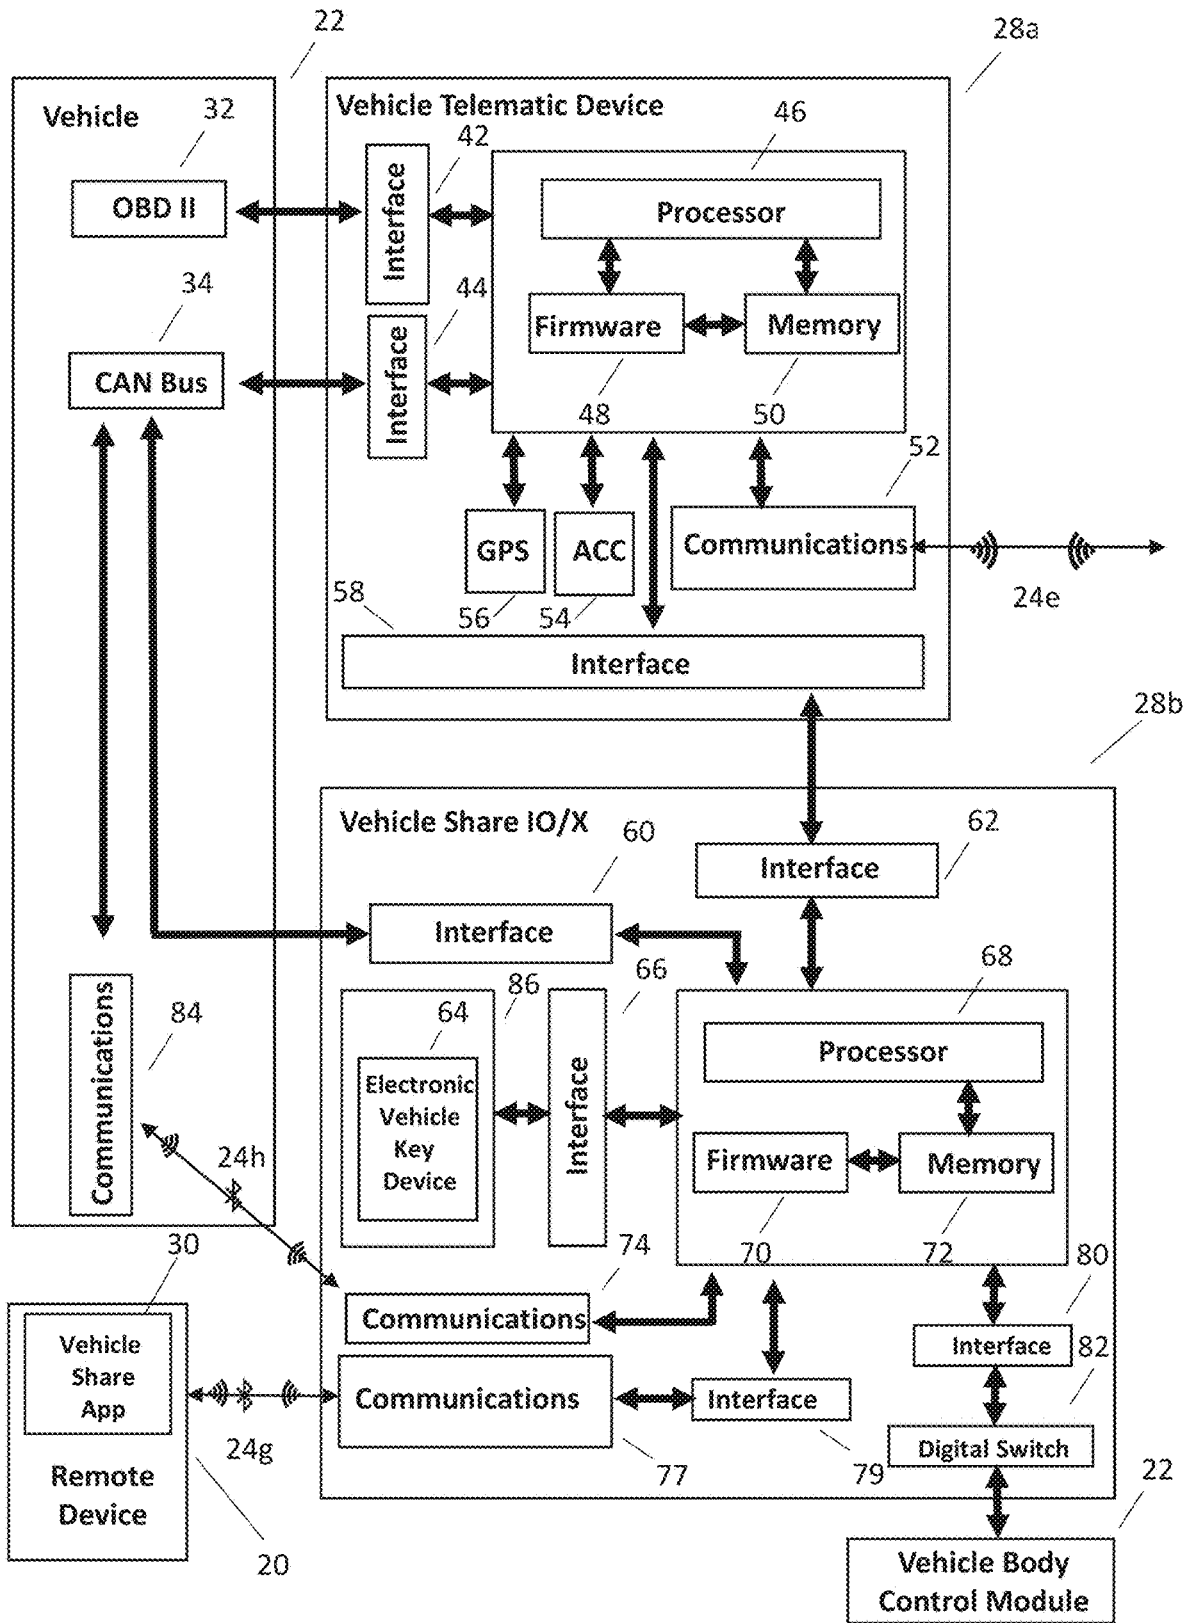 22
28a
Vehicle
32
OBD II
34
CAN Bus
Vehicle Telematic Device
42
Interface
44
Interface
46
Processor
Firmware
Memory
48
50
52
GPS
ACC
Communications
24e
58
56
54
Interface
28b
Vehicle Share IO/X
60
62
Interface
Interface
86
66
68
64
Electronic
Vehicle
Key
Device
Interface
Processor
Firmware
Memory
70
72
84
Communications
24h
74
Communications
80
Interface
82
30
Vehicle
Share
App
Remote
Device
20
24g
Communications
77
Interface
79
Digital Switch
22
Vehicle Body
Control Module